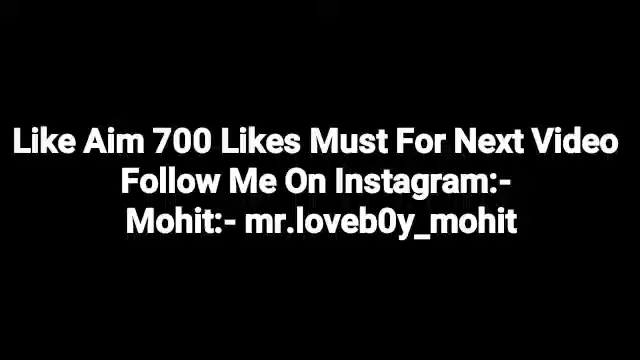 Like Aim 700 Likes Must For Next Video
Follow Me On Instagram:-
Mohit:- mr.loveb0y_mohit